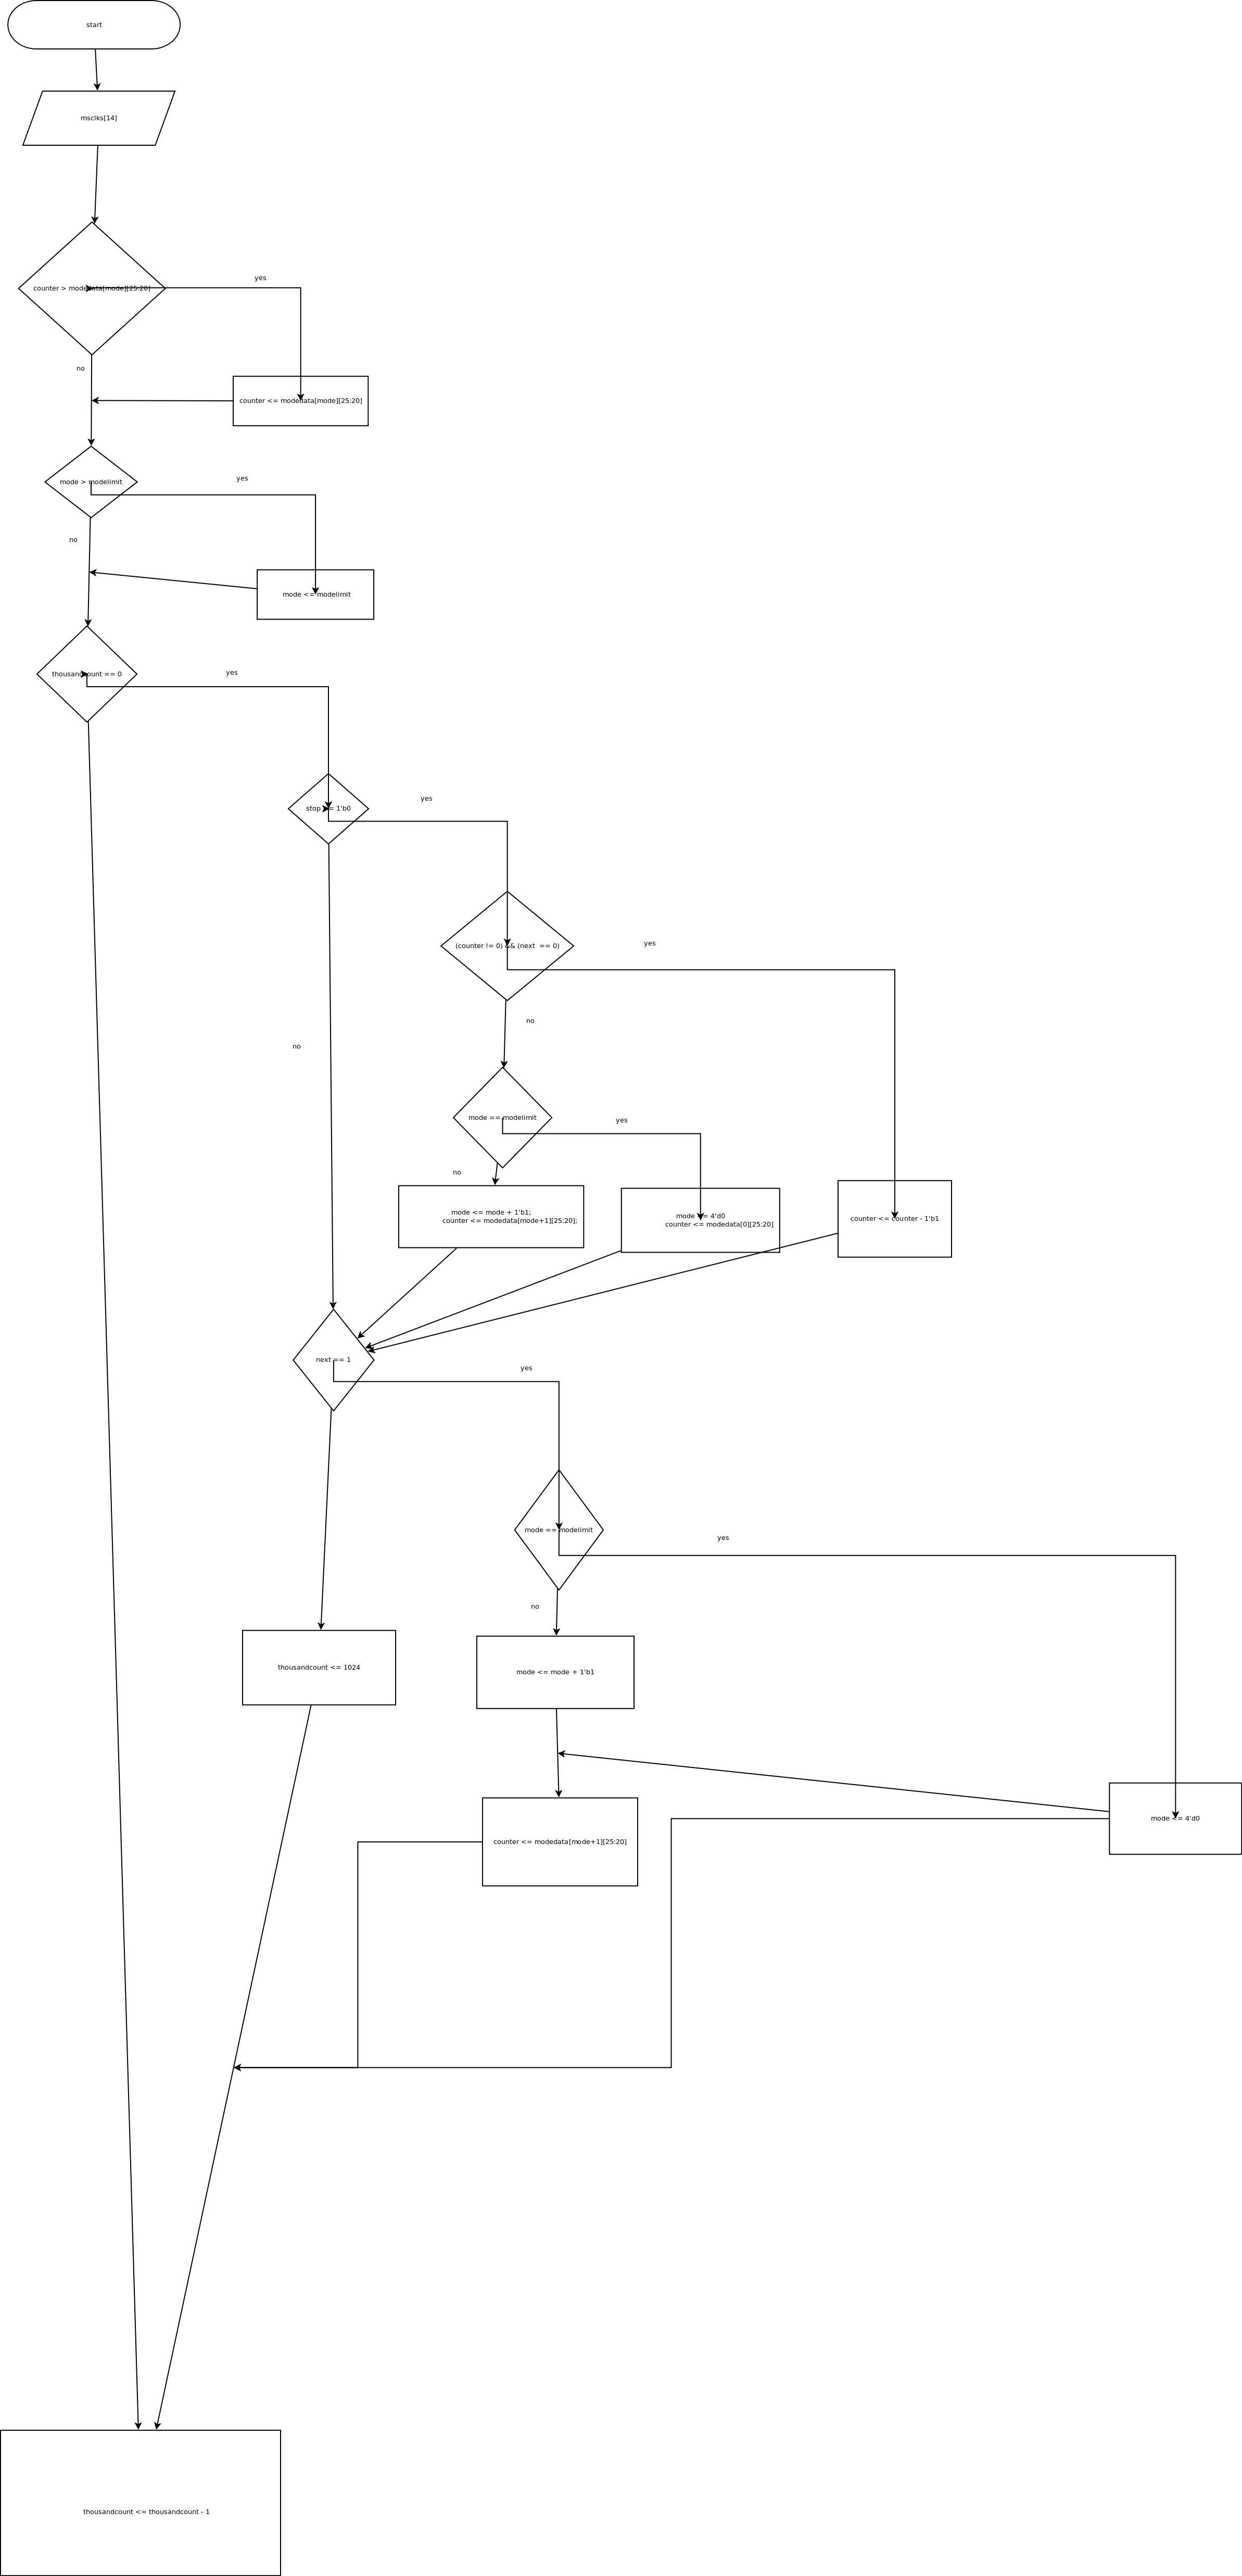 start
msclks[14]
counter > modedata[mode][25:20]
yes
no
counter <= modedata[mode][25:20]
mode > modelimit
yes
no
mode <= modelimit
thousandcount == 0
yes
stop == 1'b0
yes
(counter != 0) && (next == 0)
yes
no
no
mode == modelimit
yes
no
mode <= mode + 1'b1;
counter <= modedata[mode+1][25:20];
mode <= 4'd0
counter <= modedata[0][25:20]
counter <= counter - 1'b1
next == 1
yes
mode == modelimit
yes
no
thousandcount <= 1024
mode <= mode + 1'b1
mode <= 4'd0
counter <= modedata[mode+1][25:20]
thousandcount <= thousandcount - 1